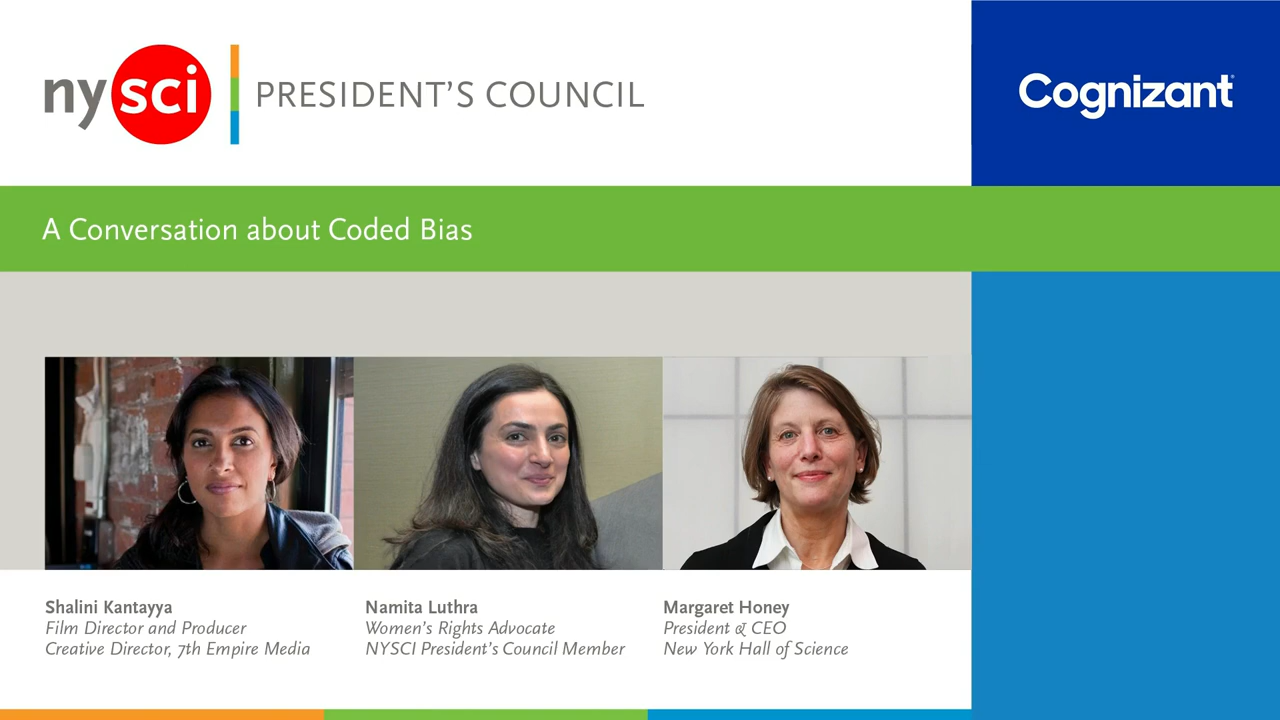 nysci PRESIDENT'S COUNCIL
Cognizant
A Conversation about Coded Bias
Shalini Kantayya
Film Director and Producer
Creative Director, 7th Empire Media
Namita Luthra
Women's Rights Advocate
NYSCI President's Council Member
Margaret Honey
President & CEO
New York Hall of Science